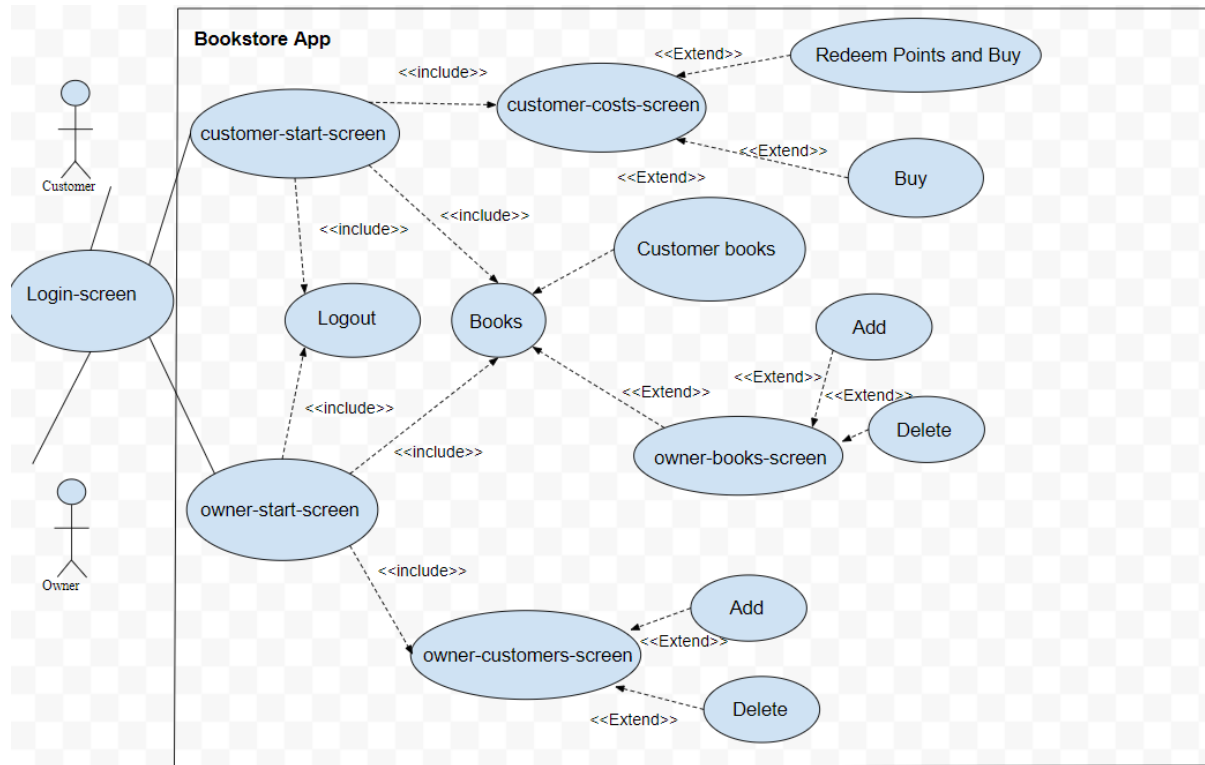 Bookstore App
<<Extend>>
Redeem Points and Buy
<<include>>
customer-costs-screen
customer-start-screen
<<Extend>>
Customer
<<Extend>>
Buy
<<include>>
Customer books
Login-screen
<<include>>
Logout
Books
Add
<<Extend>>
<<Extend>>
<<Extend>>
<<include>>
Delete
<<include>>
owner-books-screen
owner-start-screen
Owner
<<include>>
Add
<<Extend>>
owner-customers-screen
Delete
<<Extend>>